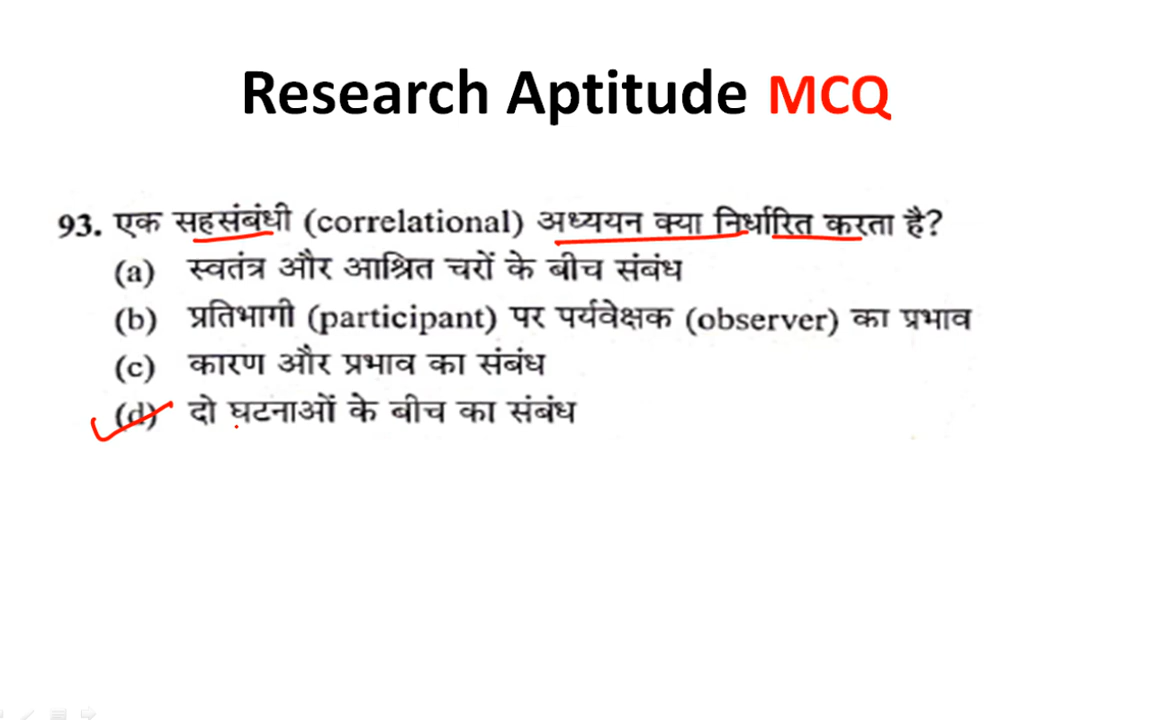 Research Aptitude MCQ
93. एक सहसंबंधी (correlational) अध्ययन क्या निर्धारित करता है?
(a) स्वतंत्र और आश्रित चरों के बीच संबंध
(b) प्रतिभागी (participant) पर पर्यवेक्षक (observer) का प्रभाव
(c) कारण और प्रभाव का संबंध
(d) दो घटनाओं के बीच का संबंध